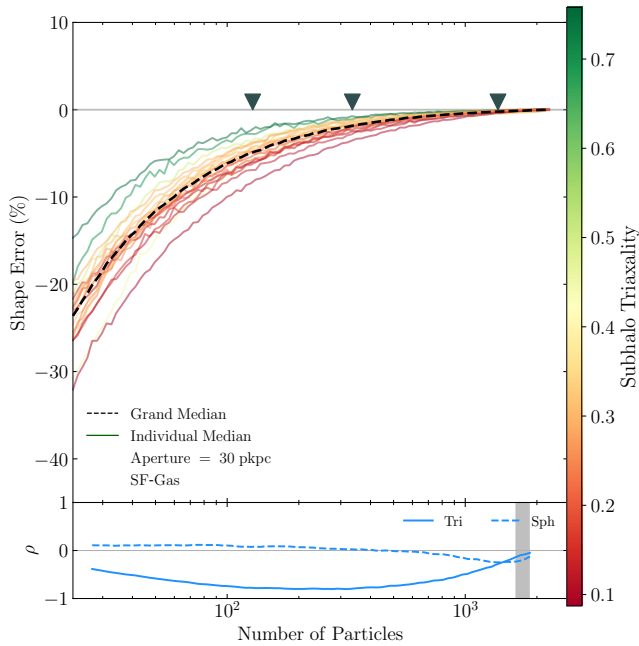 10
0
−10
−20
−30
−40
Shape Error (%)
Grand Median
Individual Median
Aperture = 30 pkpc
SF-Gas
1
0
−1
ρ
Tri
Sph
10²
10³
Number of Particles
0.7
0.6
0.5
0.4
0.3
0.2
0.1
Subhalo Triaxality